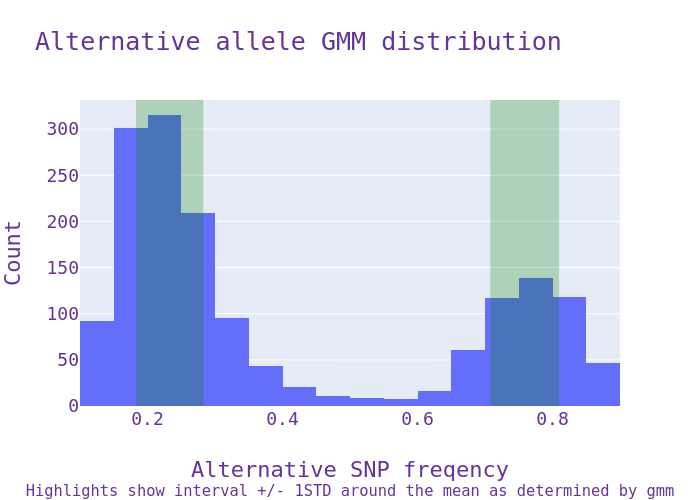 Alternative allele GMM distribution
Count
300
250
200
150
100
50
0
0.2 0.4 0.6 0.8
Alternative SNP freqency
Highlights show interval +/- 1STD around the mean as determined by gmm